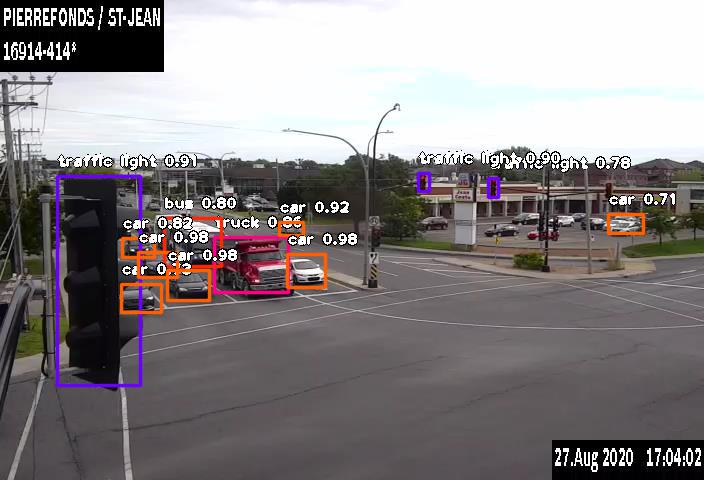 PIERREFONDS / ST-JEAN
16914-414*
traffic light 0.91
traffic light 0.90
traffic light 0.78
bus 0.80
car 0.92
car 0.71
car 0.82
truck 0.86
car 0.98
car 0.98
car 0.98
27.Aug 2020 17:04:02